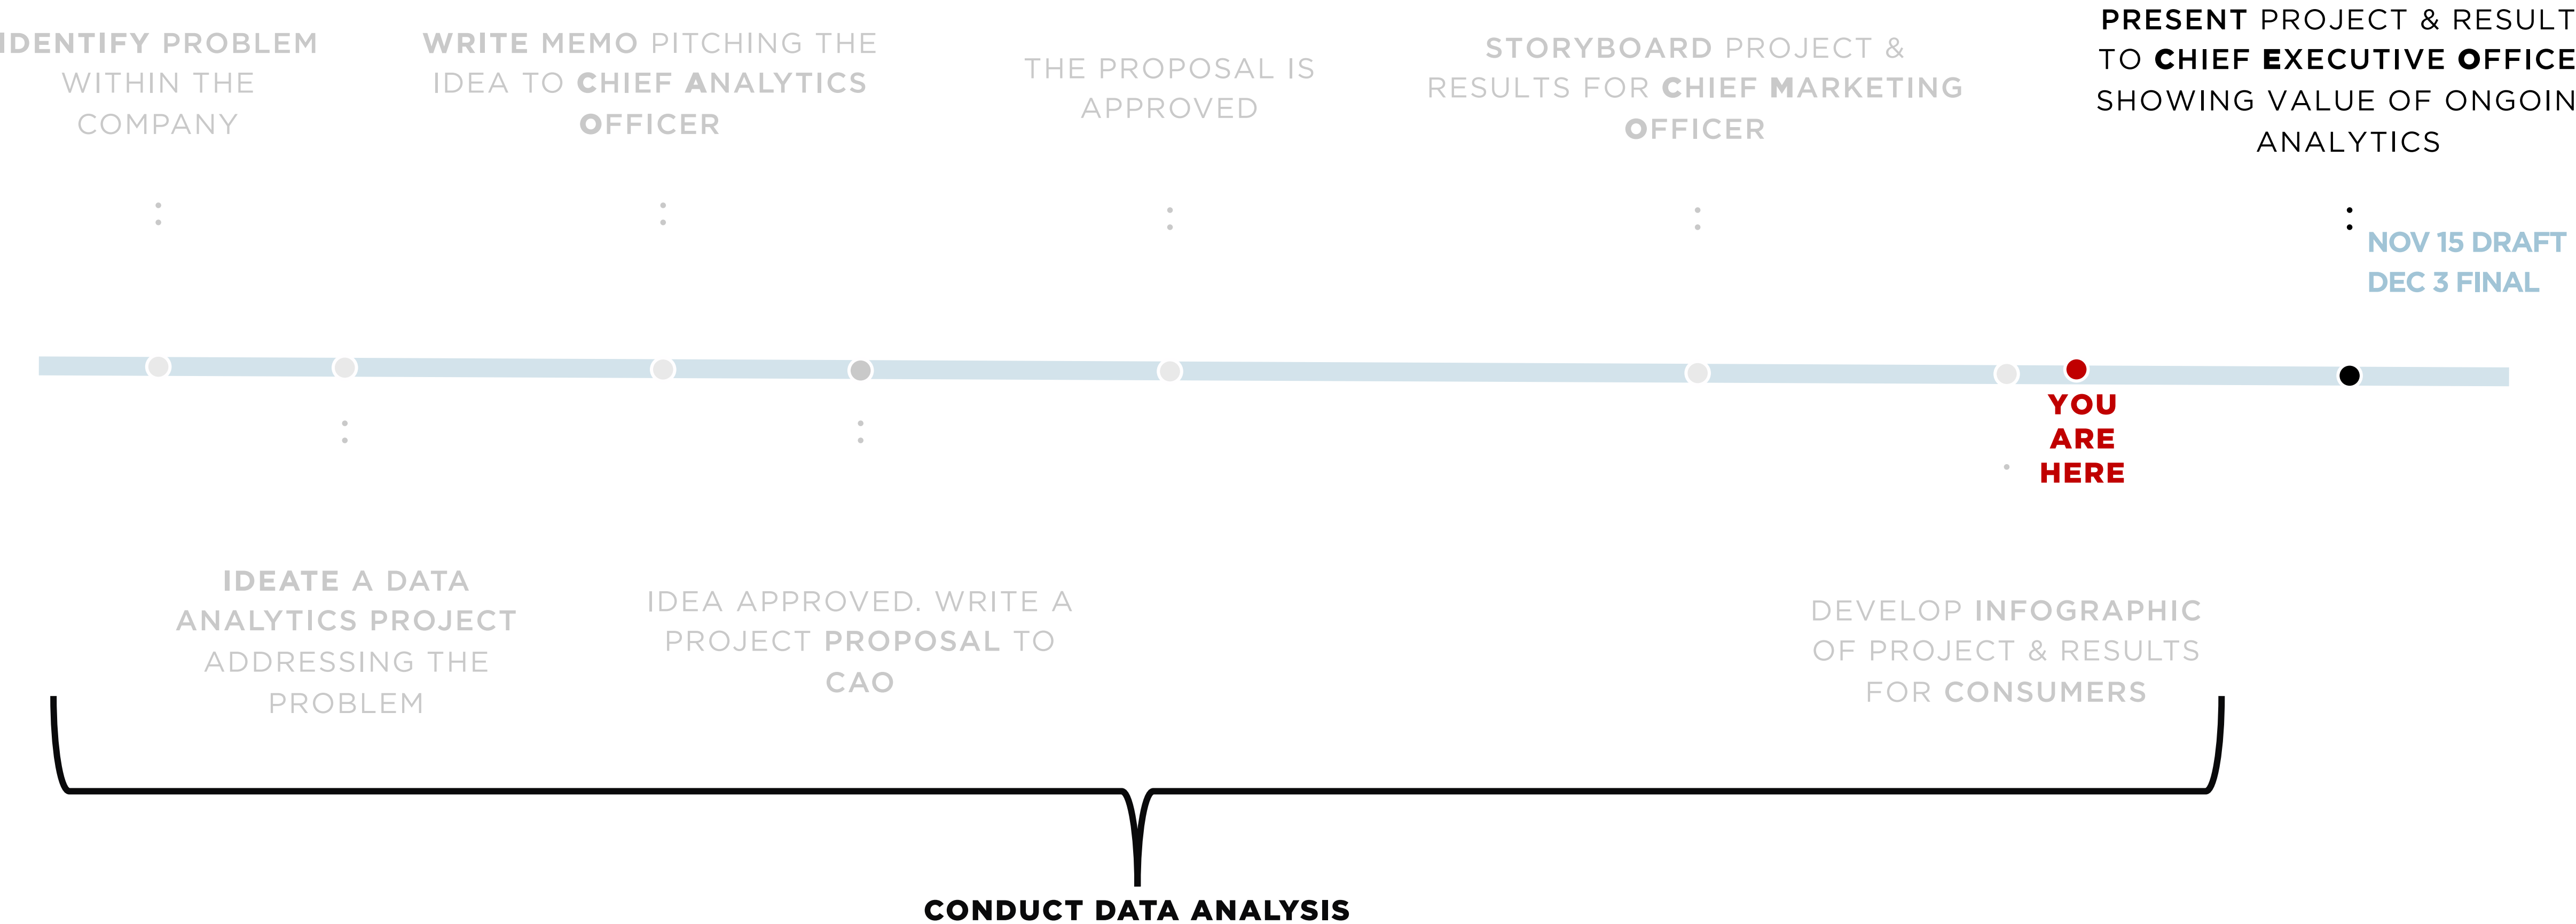 IDENTIFY PROBLEM
WITHIN THE
COMPANY
WRITE MEMO PITCHING THE
IDEA TO CHIEF ANALYTICS
OFFICER
THE PROPOSAL IS
APPROVED
STORYBOARD PROJECT &
RESULTS FOR CHIEF MARKETING
OFFICER
PRESENT PROJECT & RESULT
TO CHIEF EXECUTIVE OFFICE
SHOWING VALUE OF ONGOIN
ANALYTICS
NOV 15 DRAFT
DEC 3 FINAL
YOU
ARE
HERE
IDEATE A DATA
ANALYTICS PROJECT
ADDRESSING THE
PROBLEM
IDEA APPROVED. WRITE A
PROJECT PROPOSAL TO
CAO
DEVELOP INFOGRAPHIC
OF PROJECT & RESULTS
FOR CONSUMERS
CONDUCT DATA ANALYSIS